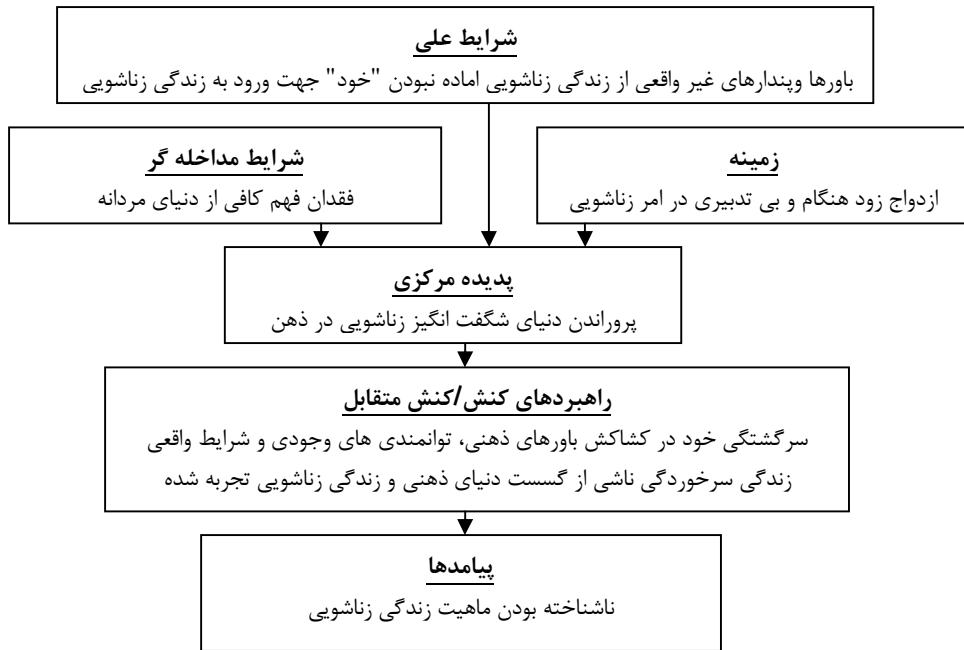 شرایط علی
باورها وپندارهای غیر واقعی از زندگی زناشویی اماده نبودن "خود" جهت ورود به زندگی زناشویی
زمینه
ازدواج زود هنگام و بی تدبیری در امر زناشویی
شرایط مداخله گر
فقدان فهم کافی از دنیای مردانه
پدیده مرکزی
پروراندن دنیای شگفت انگیز زناشویی در ذهن
راهبردهای کنش/کنش متقابل
سرگشتگی خود در کشاکش باورهای ذهنی، توانمندی های وجودی و شرایط واقعی
زندگی سرخوردگی ناشی از گسست دنیای ذهنی و زندگی زناشویی تجربه شده
پیامدها
ناشناخته بودن ماهیت زندگی زناشویی